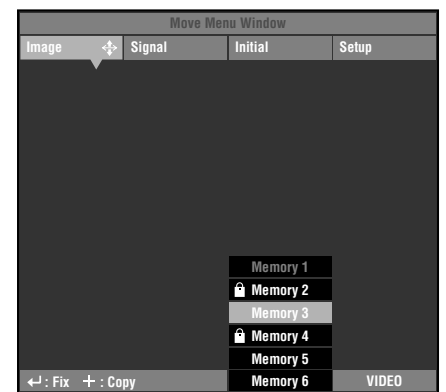 Move Menu Window
Image Signal Initial Setup
Memory 1
Memory 2
Memory 3
Memory 4
Memory 5
↵ : Fix + : Copy Memory 6 VIDEO